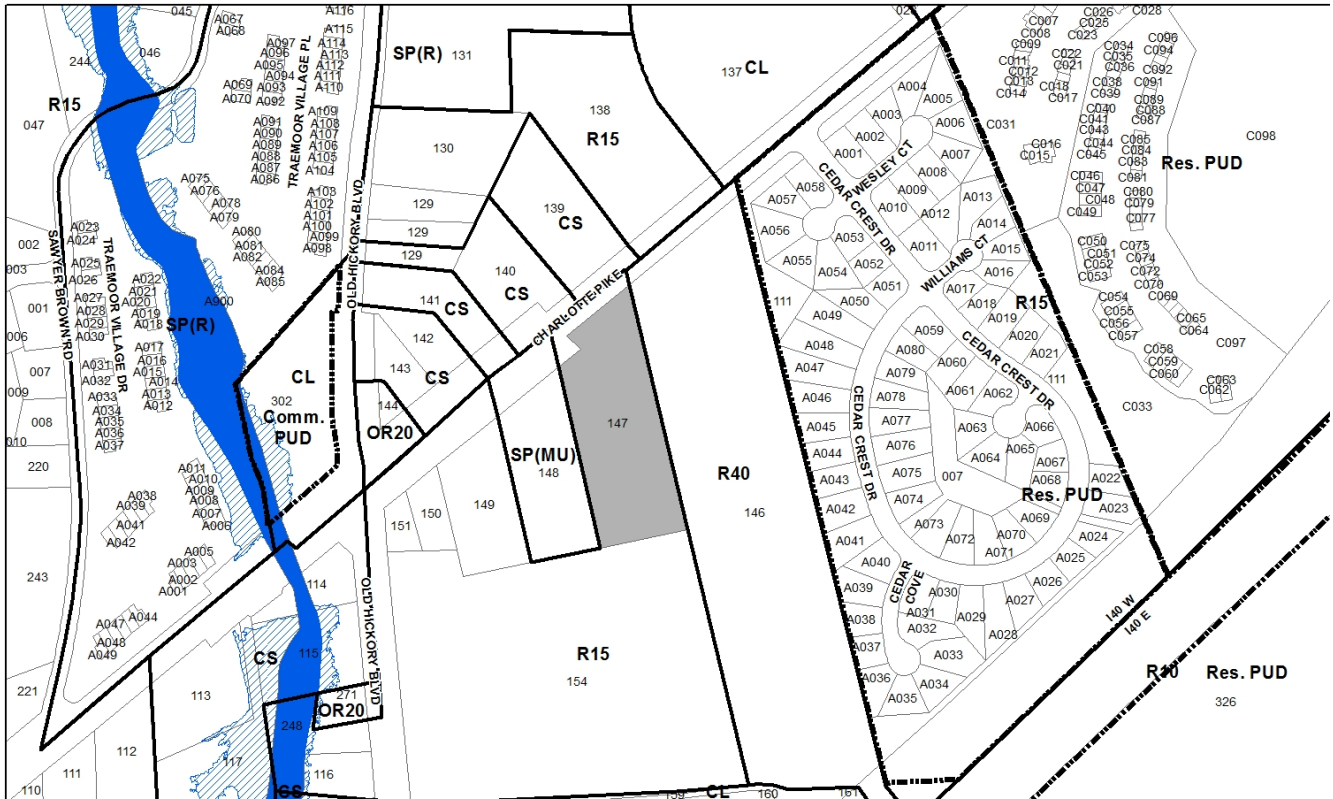 045
A067
A068
A116
A115
244
046
A097
A096
A095
A094
A093
A092
A069
A070
A114
A113
A112
A111
A110
TRAEMOOR VILLAGE PL
SP(R)
131
137
CL
R15
047
A091
A090
A089
A088
A087
A086
A109
A108
A107
A106
A105
A104
138
R15
130
A075
A076
A078
A079
A080
A081
A082
A084
A085
A103
A102
A101
A100
A099
A098
OLD HICKORY BLVD
129
129
129
139
CS
140
CS
141
CS
142
143
CS
144
OR20
CHARLOTTE PIKE
002
003
001
006
007
009
008
010
220
SAWYER BROWN RD
A023
A024
A025
A026
A027
A028
A029
A030
A031
A032
A033
A034
A035
A036
A037
TRAEMOOR VILLAGE DR
A022
A021
A020
A019
A018
A017
A016
A015
A014
A013
A012
A900
SP(R)
CL
302
Comm.
PUD
A011
A010
A009
A008
A007
A006
A038
A039
A041
A042
A005
A003
A002
A001
A044
A047
A048
A049
243
221
SP(MU)
148
147
149
150
151
R40
146
R15
154
114
115
CS
113
112
111
110
117
248
271
OR20
116
CS
OLD HICKORY BLVD
159
CL
160
161
A004
A005
A003
A002
A001
A006
A007
A008
A009
A010
A012
A011
A013
A014
A015
A016
A017
A018
A019
A020
A021
111
WESLEY CT
CEDAR CREST DR
WILLIAMS CT
R15
A058
A057
A056
A055
A054
A053
A052
A051
A050
A049
A048
A047
A046
A045
A044
A043
A042
A041
A040
A039
A038
A037
A036
A035
A034
A033
A032
A031
A030
A029
A028
A027
A026
A025
A024
A023
A022
111
CEDAR CREST DR
CEDAR CREST DR
CEDAR
COVE
A059
A080
A060
A079
A061
A062
A078
A077
A076
A075
A074
A073
A072
A071
A070
A069
A068
A067
A066
A065
A064
A063
007
Res. PUD
C007
C008
C009
C011
C012
C013
C014
C026
C025
C023
C022
C021
C018
C017
C028
C034
C035
C036
C038
C039
C040
C041
C043
C044
C045
C096
C094
C092
C091
C089
C088
C087
C085
C084
C083
C081
C080
C079
C077
C031
C016
C015
C046
C047
C048
C049
C050
C051
C052
C053
C054
C055
C056
C057
C058
C059
C060
C075
C074
C072
C070
C069
C065
C064
C063
C062
C097
C098
C033
Res. PUD
I40 W
I40 E
Res. PUD
326